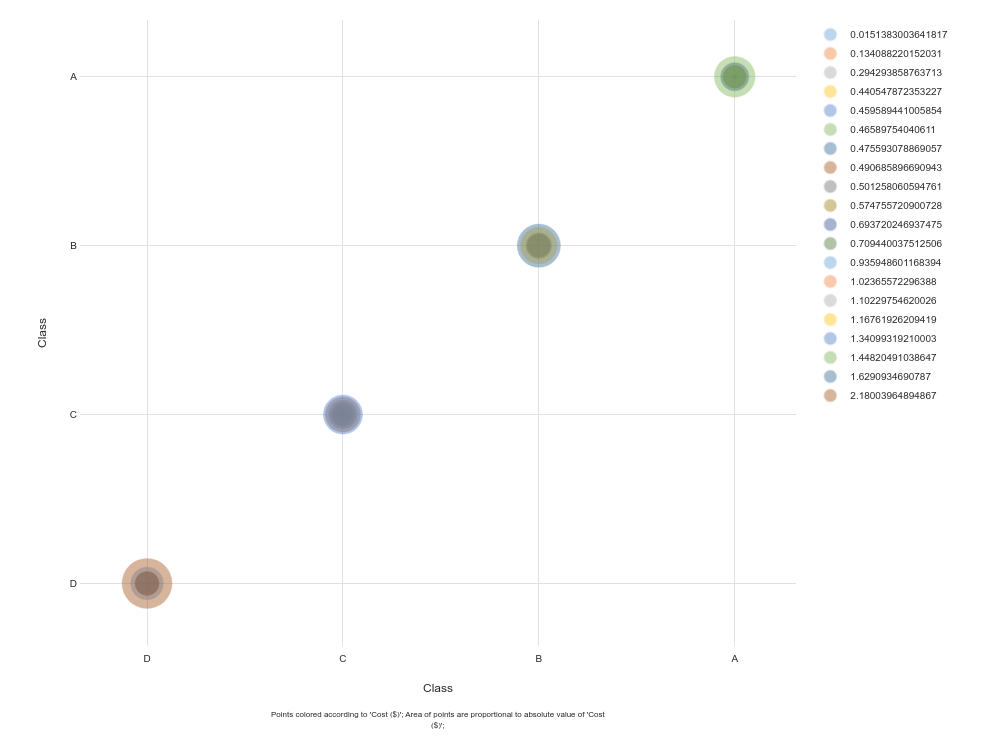 A
B
C
D
Class
D
C
B
A
Class
Points colored according to 'Cost ($)'; Area of points are proportional to absolute value of 'Cost
($)';
0.0151383003641817
0.134088220152031
0.294293858763713
0.440547872353227
0.459589441005854
0.46589754040611
0.475593078869057
0.490685896690943
0.501258060594761
0.574755720900728
0.693720246937475
0.709440037512506
0.935948601168394
1.02365572296388
1.10229754620026
1.16761926209419
1.34099319210003
1.44820491038647
1.6290934690787
2.18003964894867